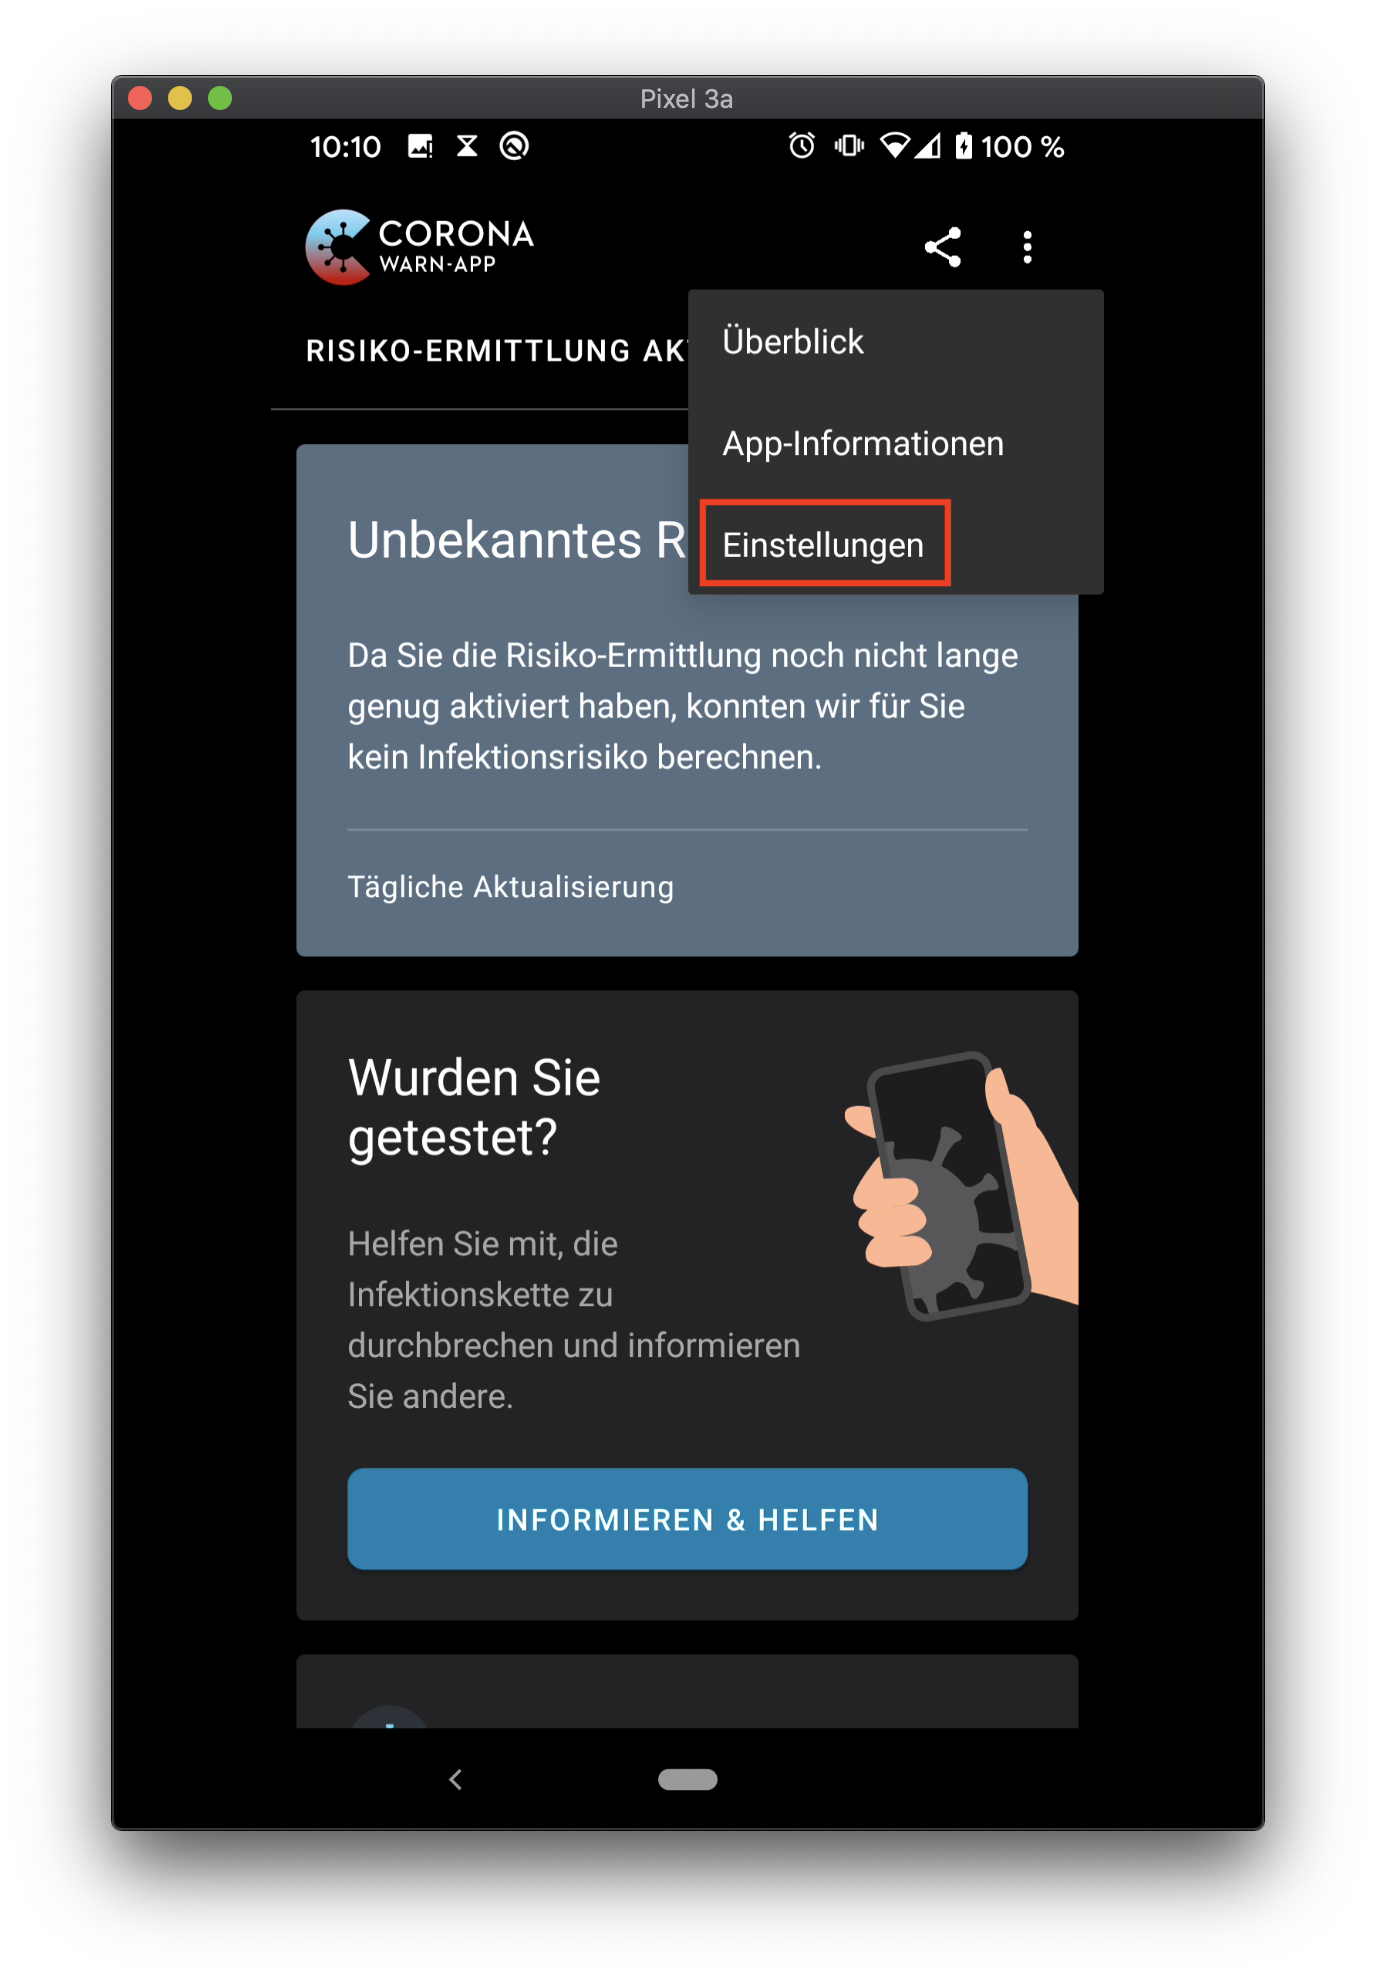 Pixel 3a
10:10
100 %
CORONA
WARN-APP
RISIKO-ERMITTLUNG
Überblick
App-Informationen
Einstellungen
Unbekanntes
Da Sie die Risiko-Ermittlung noch nicht lange
genug aktiviert haben, konnten wir für Sie
kein Infektionsrisiko berechnen.
Tägliche Aktualisierung
Wurden Sie
getestet?
Helfen Sie mit, die
Infektionskette zu
durchbrechen und informieren
Sie andere.
INFORMIEREN & HELFEN